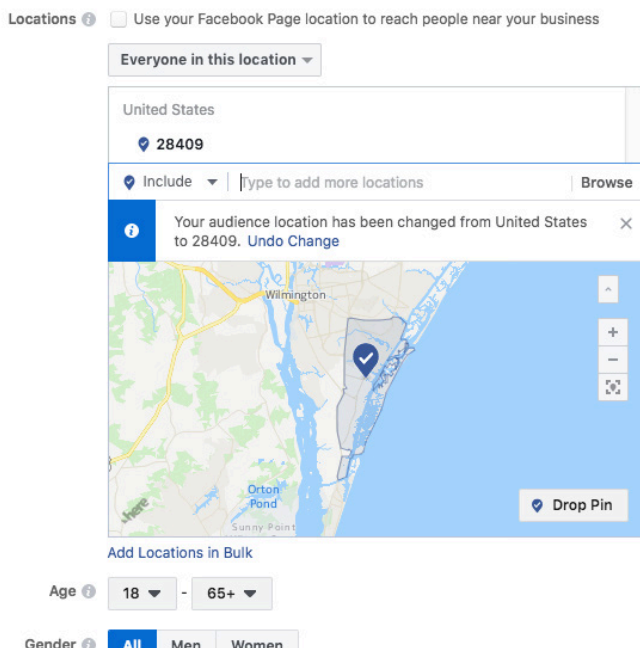 Locations Use your Facebook Page location to reach people near your business
Everyone in this location
United States
28409
Include Type to add more locations Browse
Your audience location has been changed from United States
to 28409. Undo Change
Wilmington
Orton
Pond
here
Sunny Point
Drop Pin
Add Locations in Bulk
Age 18 - 65+
Gender All Men Women